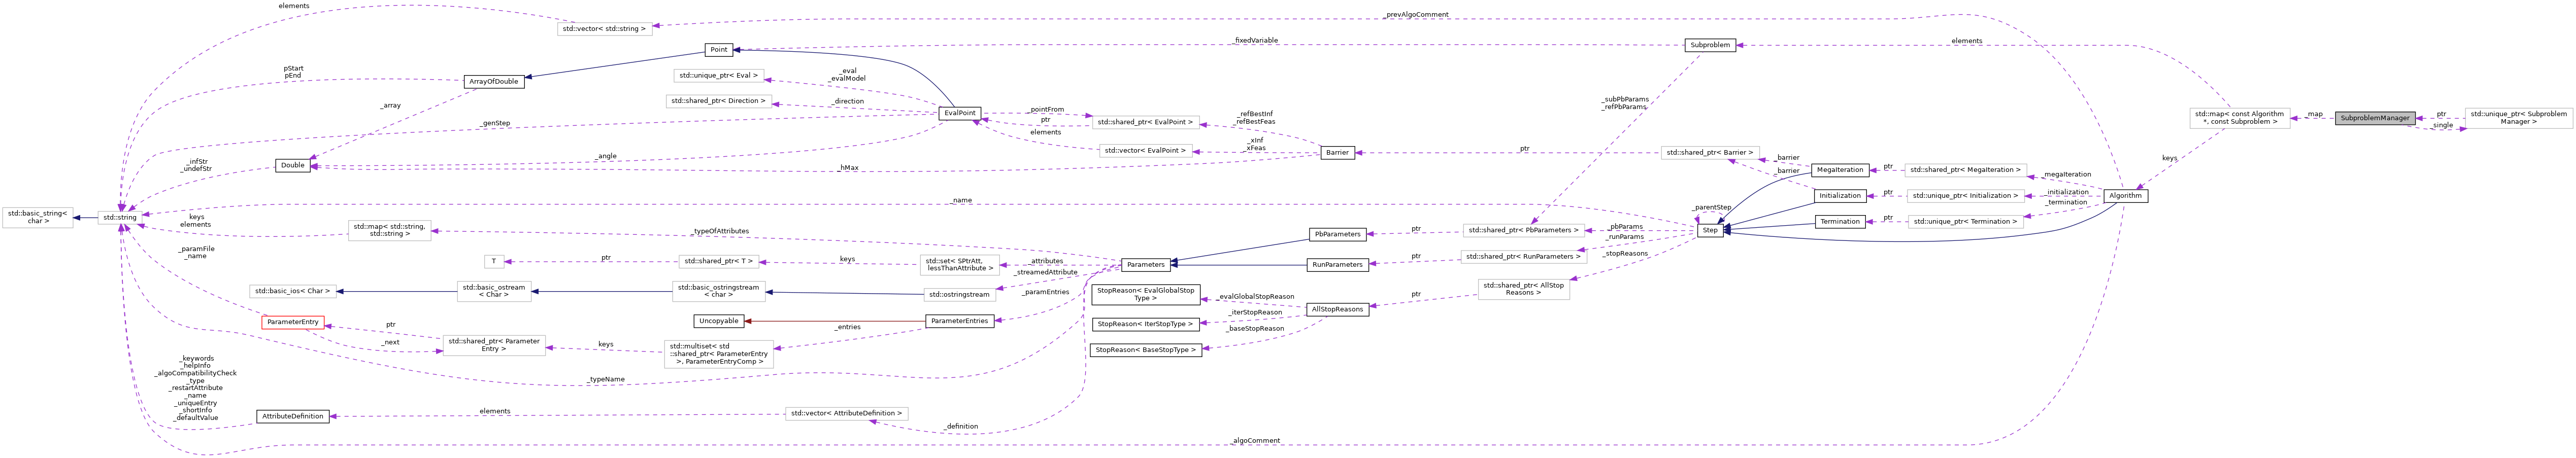 elements
_prevAlgoComment
std::vector< std::string >
_fixedVariable
Subproblem
elements
Point
pStart
pEnd
ArrayOfDouble
std::unique_ptr< Eval >
_eval
_evalModel
_array
std::shared_ptr< Direction >
_direction
_subPbParams
_refPbParams
EvalPoint
_pointFrom
ptr
std::shared_ptr< EvalPoint >
_refBestInf
_refBestFeas
std::map< const Algorithm
*, const Subproblem >
_map
SubproblemManager
ptr
_single
std::unique_ptr< Subproblem
Manager >
_genStep
elements
std::vector< EvalPoint >
_xInf
_xFeas
Barrier
ptr
std::shared_ptr< Barrier >
_barrier
_barrier
keys
_infStr
_undefStr
Double
_angle
_hMax
MegaIteration
ptr
std::shared_ptr< MegaIteration >
_megaIteration
Initialization
ptr
std::unique_ptr< Initialization >
_initialization
Algorithm
_name
_parentStep
_termination
std::basic_string<
char >
std::string
keys
elements
std::map< std::string,
std::string >
_typeOfAttributes
PbParameters
ptr
std::shared_ptr< PbParameters >
_pbParams
Step
Termination
ptr
std::unique_ptr< Termination >
_runParams
_paramFile
_name
T
ptr
std::shared_ptr< T >
keys
std::set< SPtrAtt,
lessThanAttribute >
_attributes
Parameters
RunParameters
ptr
std::shared_ptr< RunParameters >
_stopReasons
_streamedAttribute
std::basic_ios< Char >
std::basic_ostream
< Char >
std::basic_ostringstream
< char >
std::ostringstream
_paramEntries
StopReason< EvalGlobalStop
Type >
_evalGlobalStopReason
ptr
std::shared_ptr< AllStop
Reasons >
ParameterEntry
ptr
_next
std::shared_ptr< Parameter
Entry >
keys
Uncopyable
ParameterEntries
_entries
std::multiset< std
::shared_ptr< ParameterEntry
>, ParameterEntryComp >
StopReason< IterStopType >
_iterStopReason
AllStopReasons
StopReason< BaseStopType >
_baseStopReason
_keywords
_helpInfo
_algoCompatibilityCheck
_type
_restartAttribute
_name
_uniqueEntry
_shortInfo
_defaultValue
_typeName
AttributeDefinition
elements
std::vector< AttributeDefinition >
_definition
_algoComment